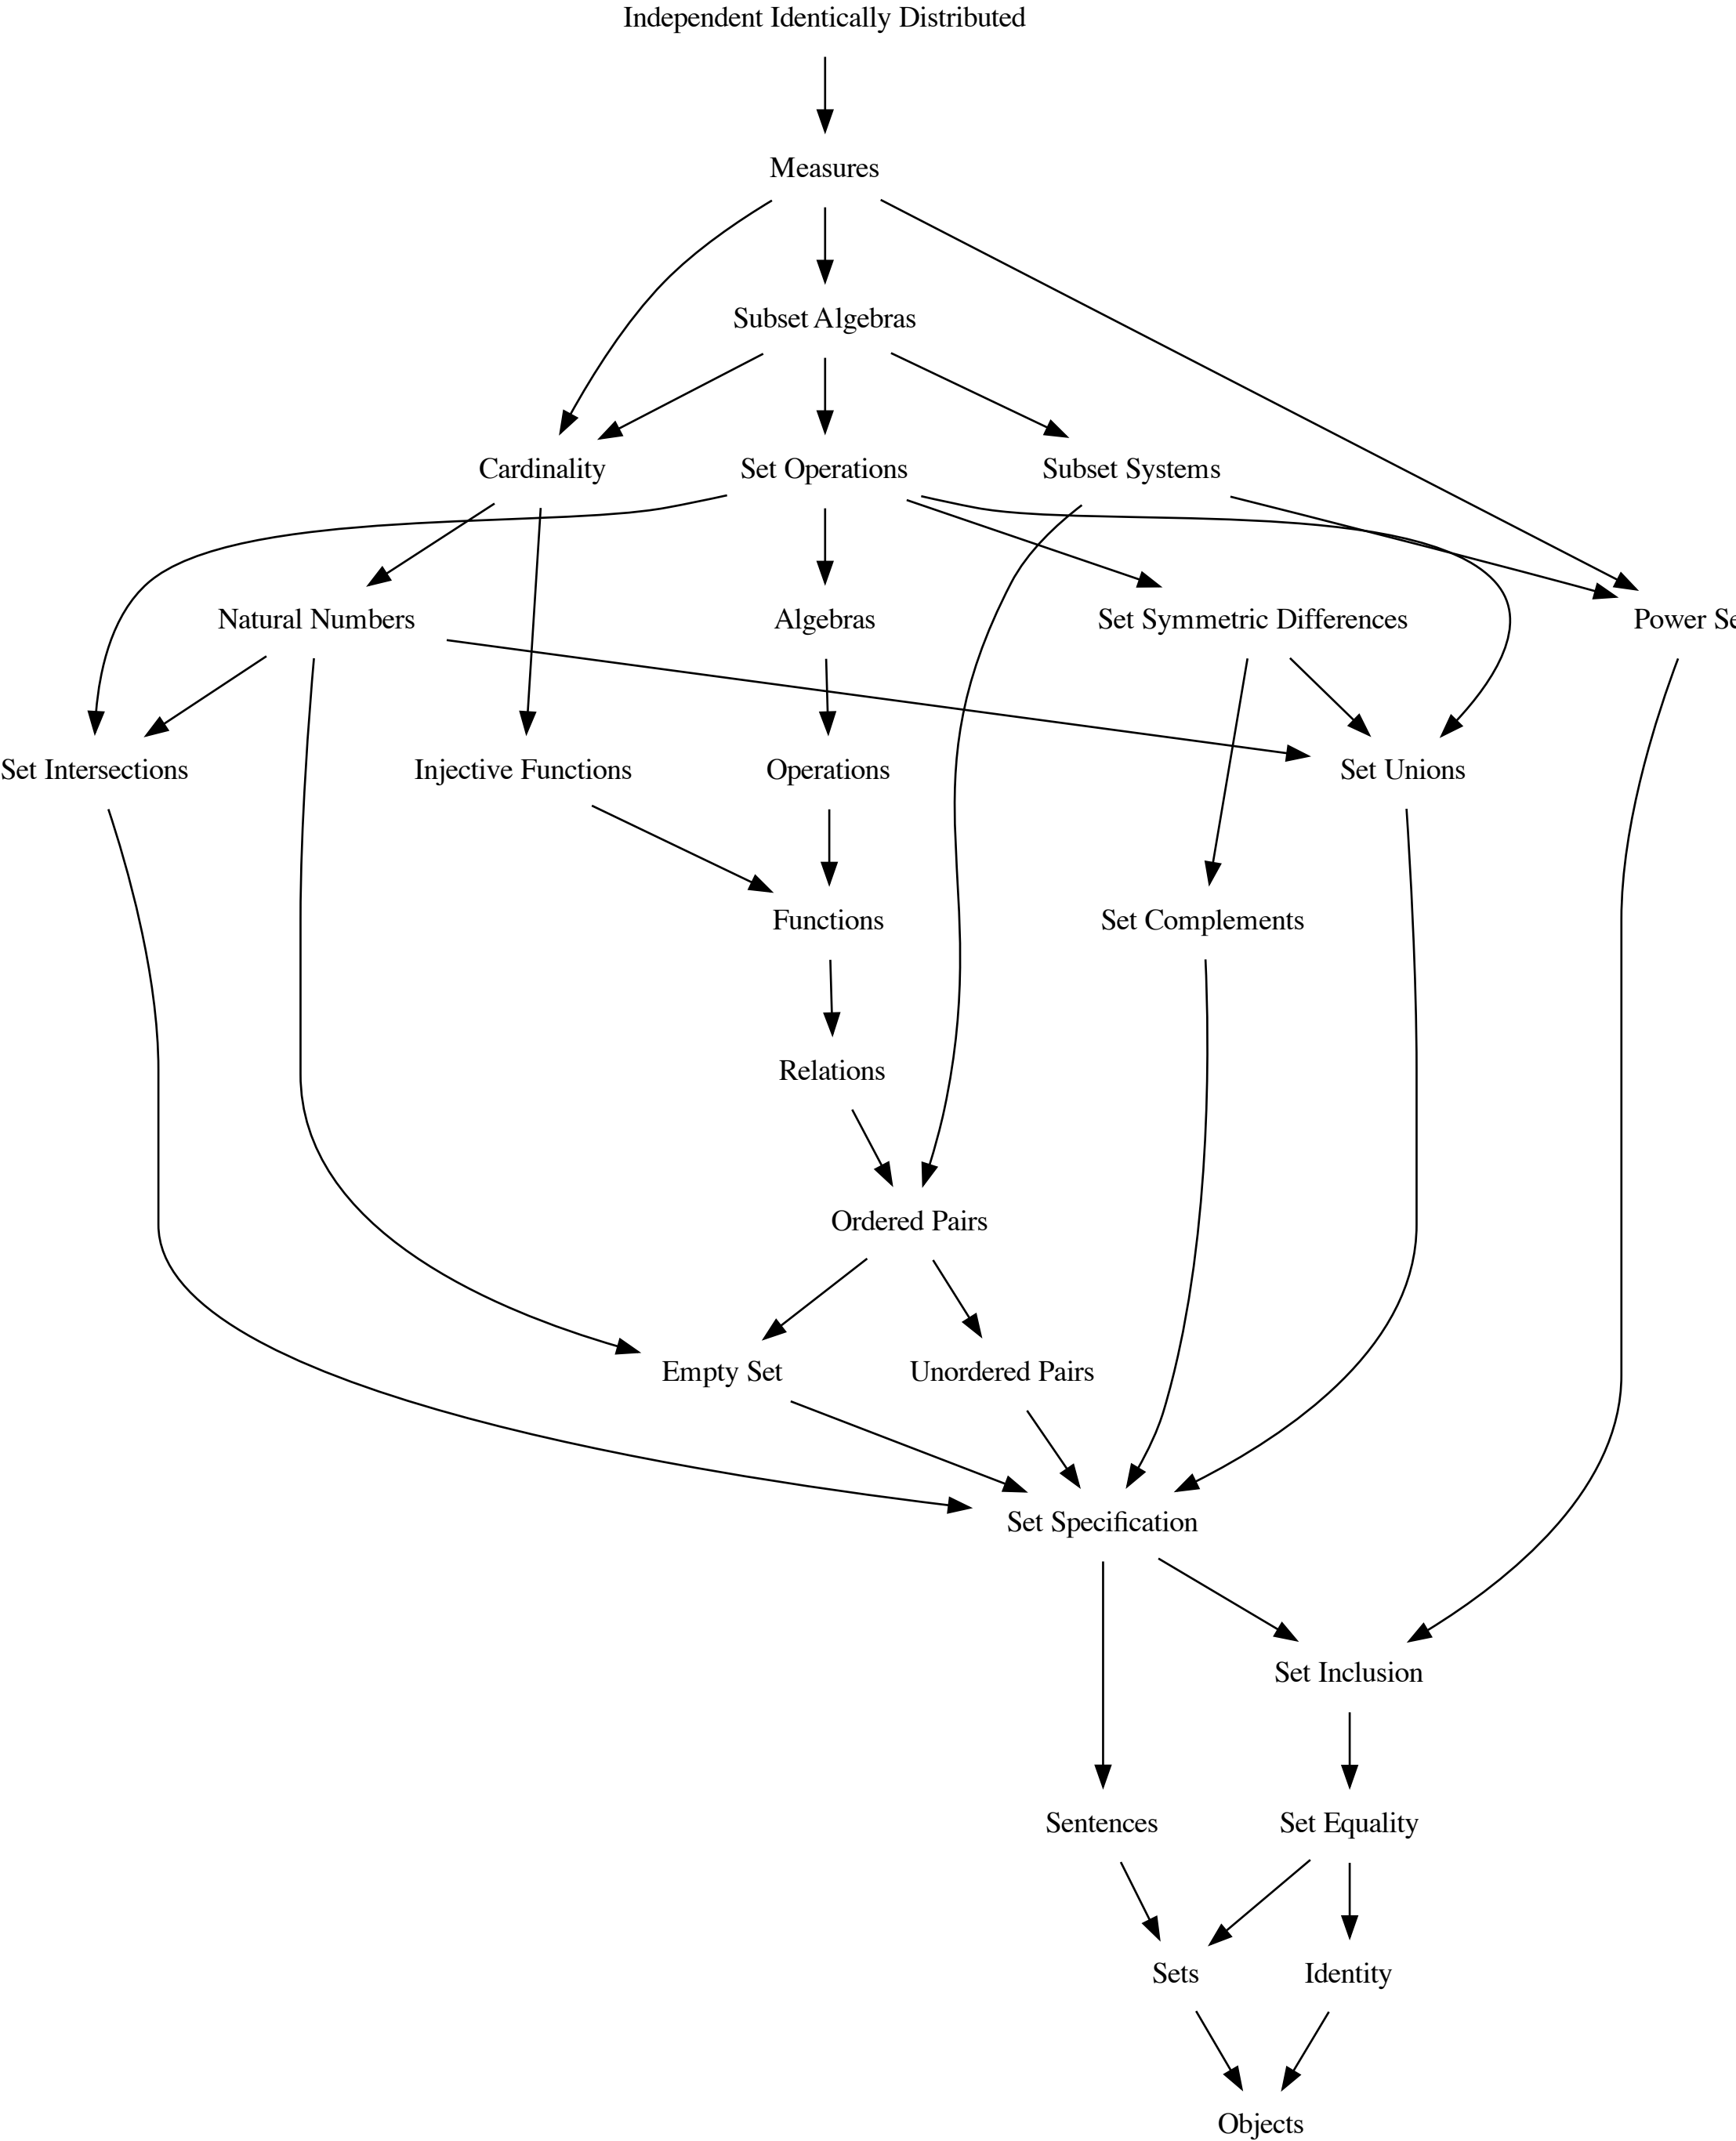 Independent Identically Distributed
Measures
Subset Algebras
Cardinality
Set Operations
Subset Systems
Natural Numbers
Algebras
Set Symmetric Differences
Power
Set Intersections
Injective Functions
Operations
Set Unions
Functions
Set Complements
Relations
Ordered Pairs
Empty Set
Unordered Pairs
Set Specification
Set Inclusion
Sentences
Set Equality
Sets
Identity
Objects